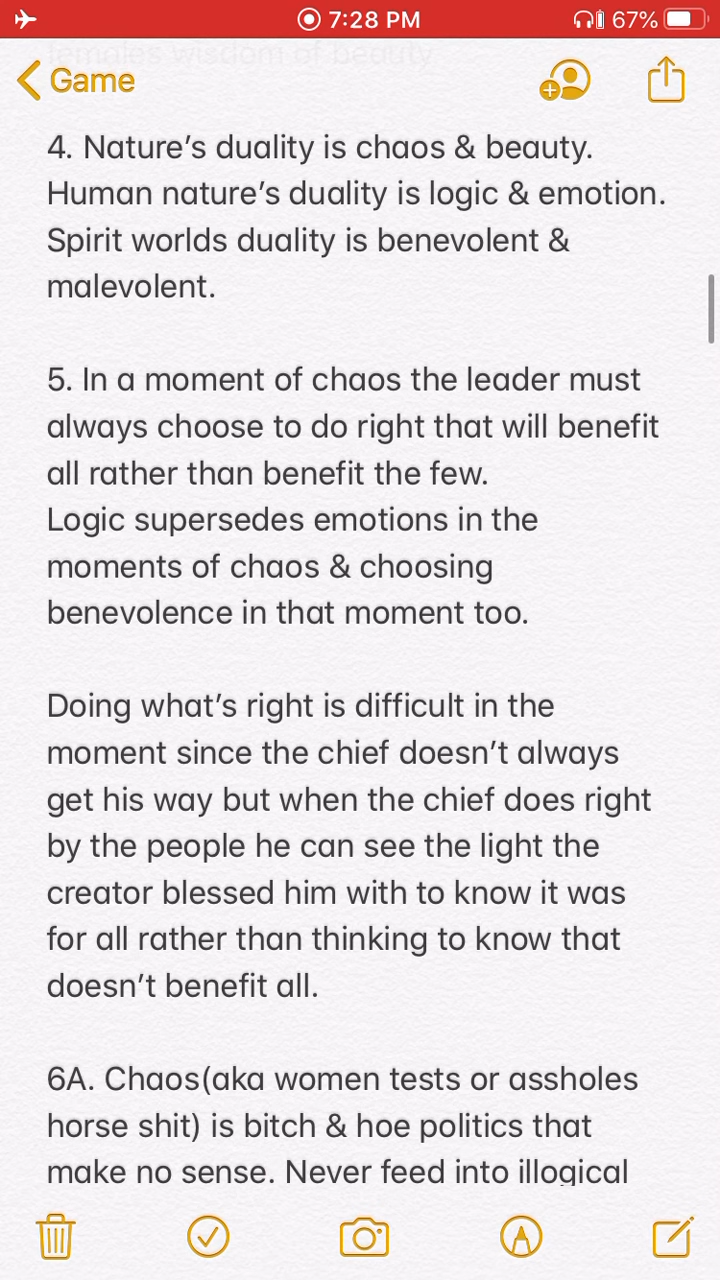 7:28 PM
67%
females wisdom of beauty
Game
4. Nature’s duality is chaos & beauty.
Human nature’s duality is logic & emotion.
Spirit worlds duality is benevolent &
malevolent.
5. In a moment of chaos the leader must
always choose to do right that will benefit
all rather than benefit the few.
Logic supersedes emotions in the
moments of chaos & choosing
benevolence in that moment too.
Doing what’s right is difficult in the
moment since the chief doesn’t always
get his way but when the chief does right
by the people he can see the light the
creator blessed him with to know it was
for all rather than thinking to know that
doesn’t benefit all.
6A. Chaos(aka women tests or assholes
horse shit) is bitch & hoe politics that
make no sense. Never feed into illogical